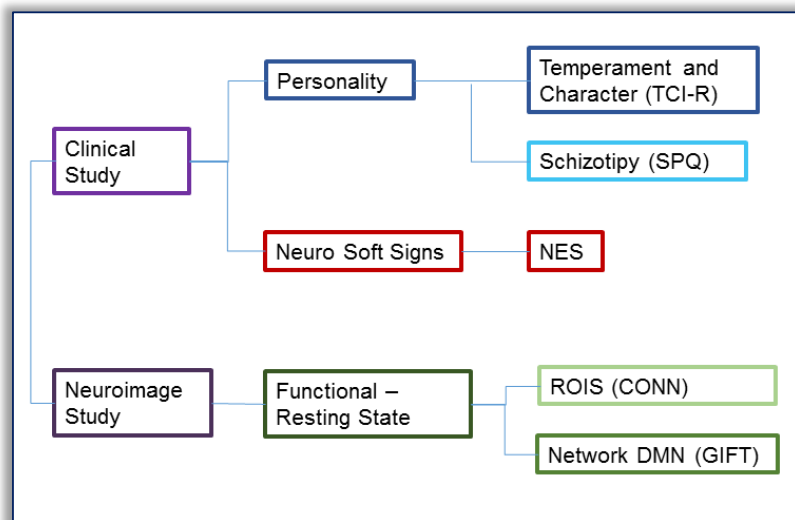 Personality
Temperament and
Character (TCI-R)
Clinical
Study
Schizotipy (SPQ)
Neuro Soft Signs
NES
Neuroimage
Study
Functional –
Resting State
ROIS (CONN)
Network DMN (GIFT)